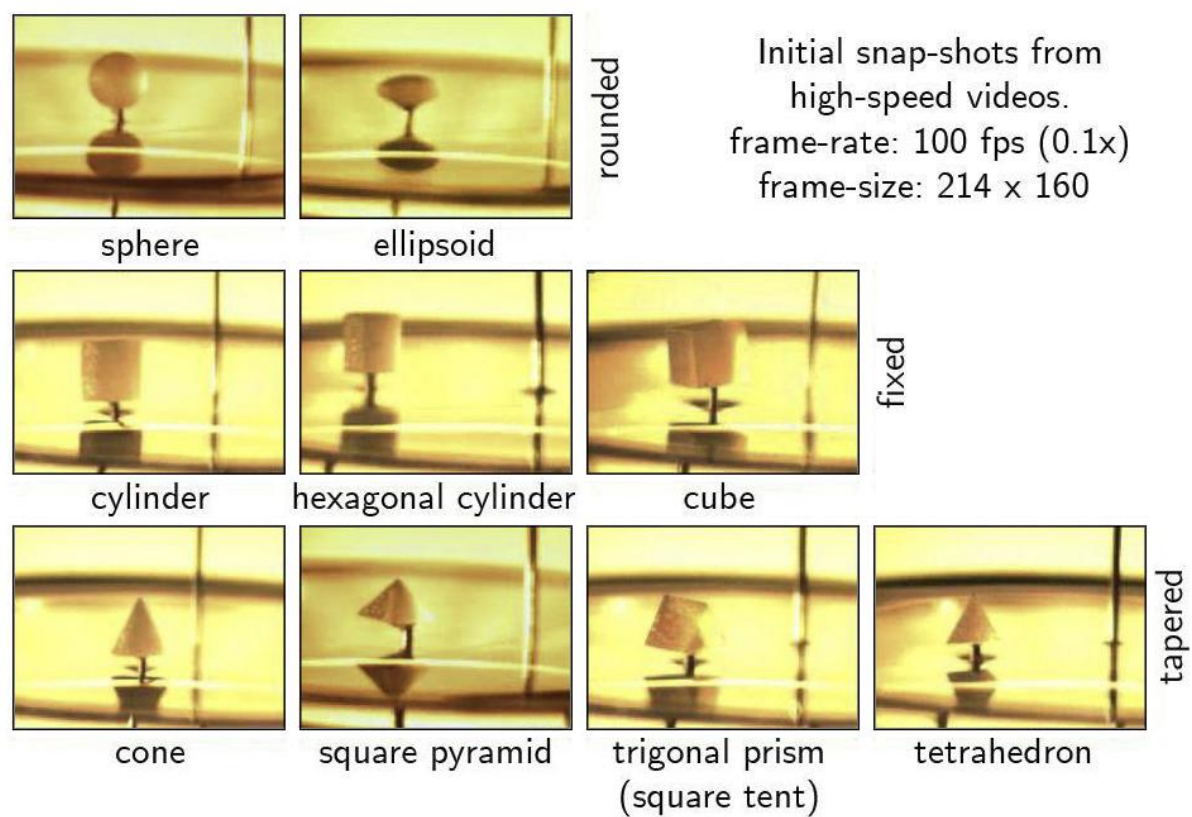 Initial snap-shots from
high-speed videos.
frame-rate: 100 fps (0.1x)
frame-size: 214 x 160
rounded
sphere
ellipsoid
fixed
cylinder
hexagonal cylinder
cube
tapered
cone
square pyramid
trigonal prism
(square tent)
tetrahedron